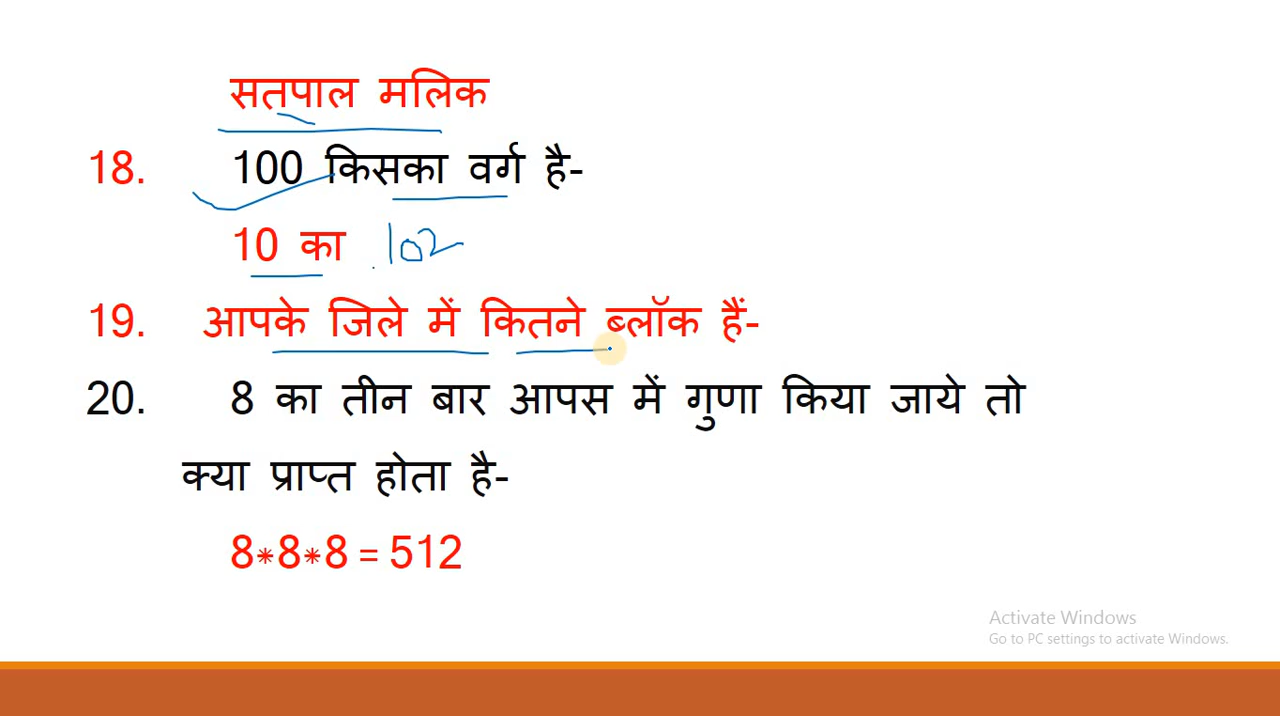 सतपाल मलिक
18. 100 किसका वर्ग है-
10 का 102
19. आपके जिले में कितने ब्लॉक हैं-
20. 8 का तीन बार आपस में गुणा किया जाये तो
क्या प्राप्त होता है-
8*8*8 = 512
Activate Windows
Go to PC settings to activate Windows.